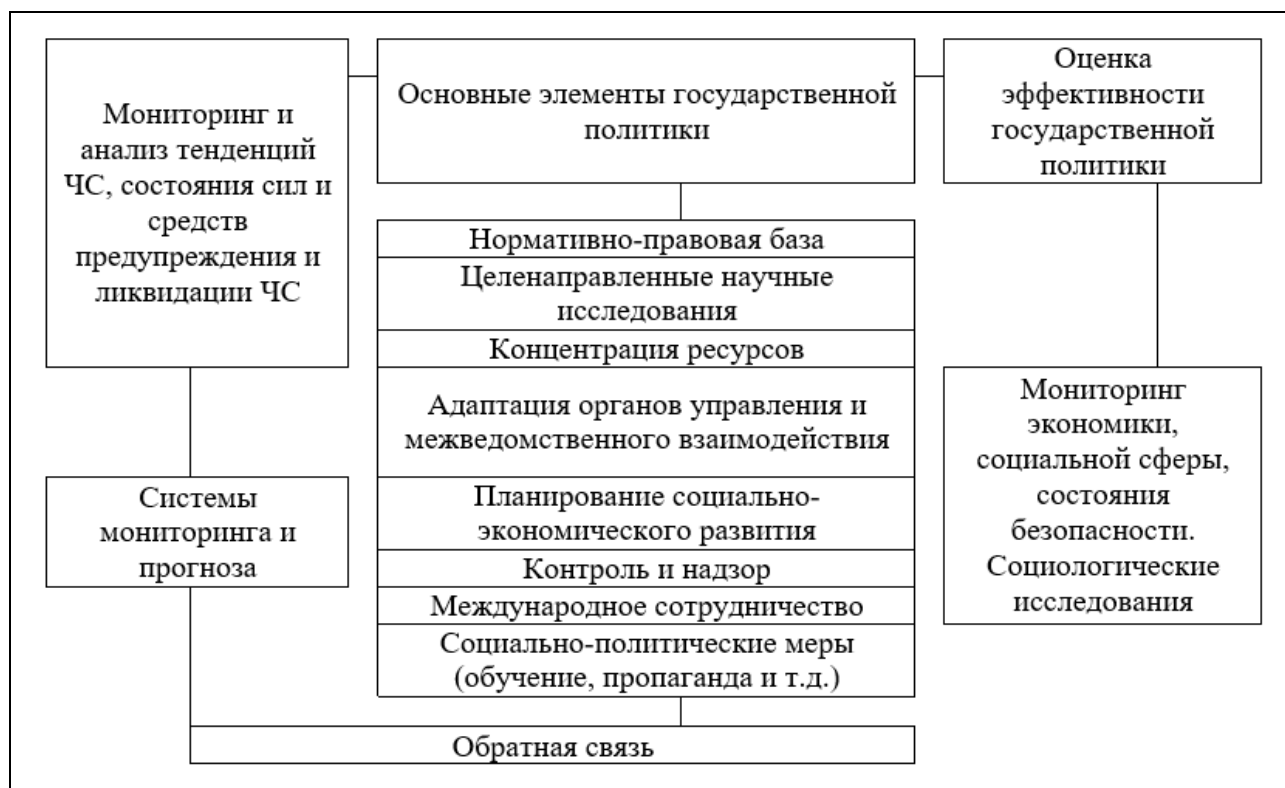 Мониторинг и
анализ тенденций
ЧС, состояния сил и
средств
предупреждения и
ликвидации ЧС
Системы
мониторинга и
прогноза
Основные элементы государственной
политики
Нормативно-правовая база
Целенаправленные научные
исследования
Концентрация ресурсов
Адаптация органов управления и
межведомственного взаимодействия
Планирование социально-
экономического развития
Контроль и надзор
Международное сотрудничество
Социально-политические меры
(обучение, пропаганда и т.д.)
Оценка
эффективности
государственной
политики
Мониторинг
экономики,
социальной сферы,
состояния
безопасности.
Социологические
исследования
Обратная связь